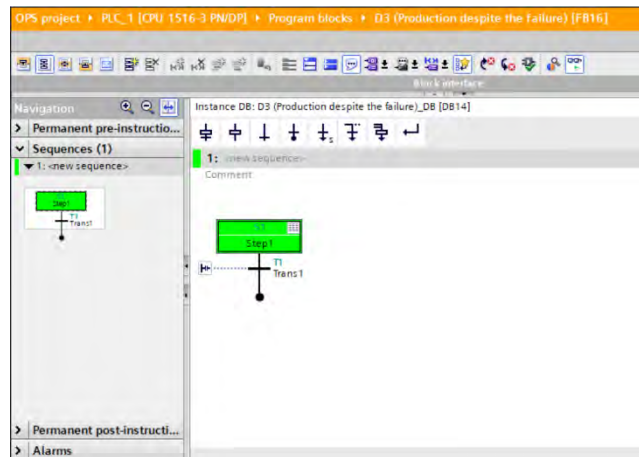 OPS project ▸ PLC_1 [CPU 1516-3 PN/DP] ▸ Program blocks ▸ D3 (Production despite the failure) [FB16]
Block interface
Navigation
Instance DB: D3 (Production despite the failure)_DB [DB14]
Permanent pre-instructio...
Sequences (1)
1: <new sequence>
1: <new sequence>
Comment
Step1
T1
Trans1
Step1
T1
Trans1
Permanent post-instructi...
Alarms